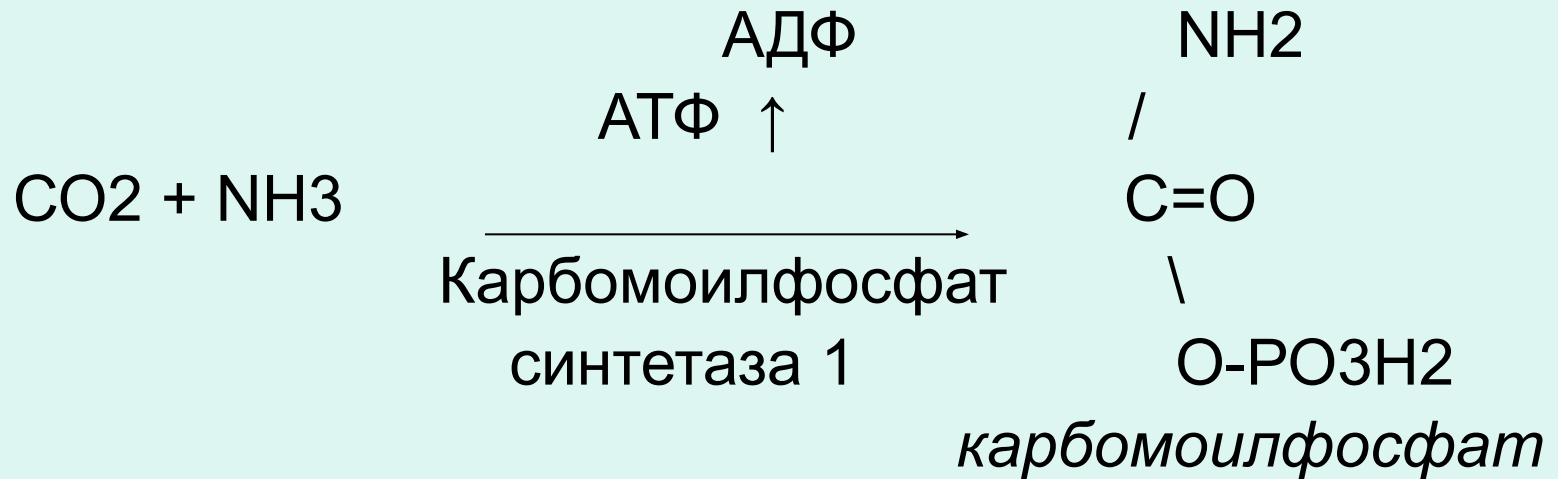 АДФ NH2
АТФ ↑ /
CO2 + NH3 C=O
Карбомоилфосфат \
синтетаза 1 O-PO3H2
карбомоилфосфат